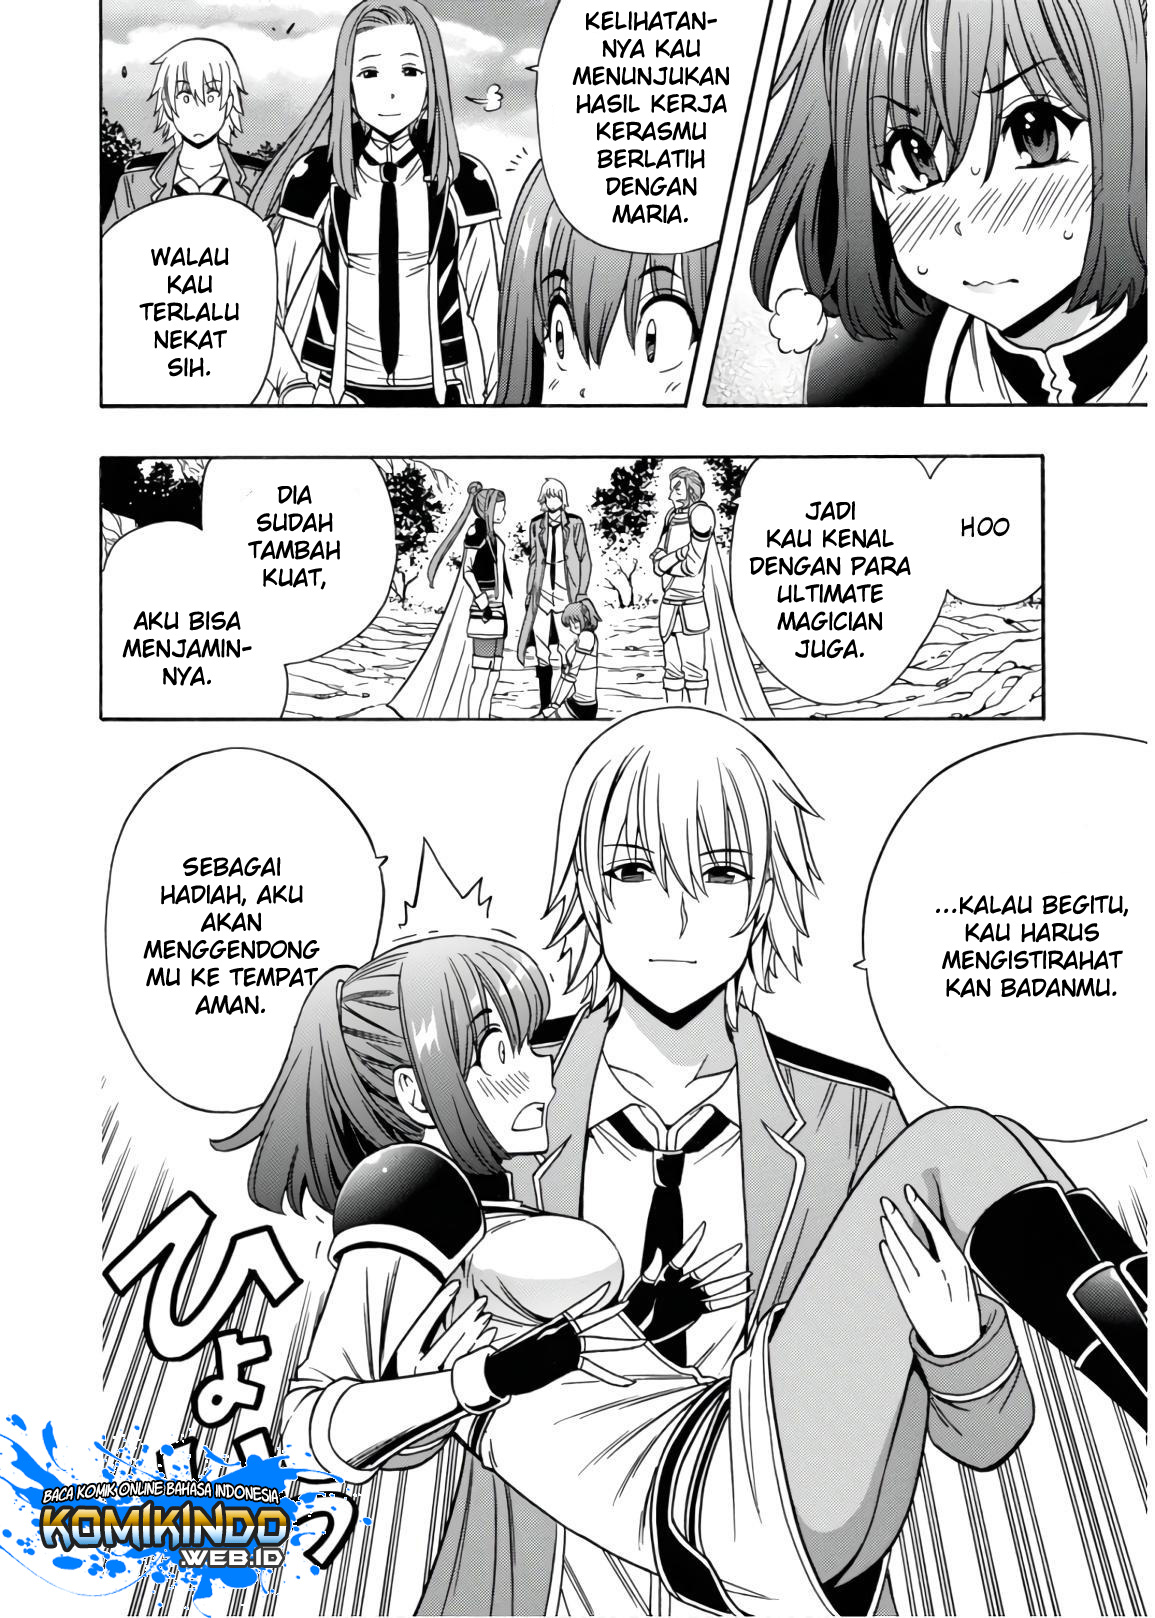 KELIHATAN-
NYA KAU
MENUNJUKAN
HASIL KERJA
KERASMU
BERLATIH
DENGAN
MARIA.
WALAU
KAU
TERLALU
NEKAT
SIH.
HOO
JADI
KAU KENAL
DENGAN PARA
ULTIMATE
MAGICIAN
JUGA.
DIA
SUDAH
TAMBAH
KUAT,
AKU BISA
MENJAMIN-
NYA.
...KALAU BEGITU,
KAU HARUS
MENGISTIRAHAT
KAN BADANMU.
SEBAGAI
HADIAH, AKU
AKAN
MENGGENDONG
MU KE TEMPAT
AMAN.
ひょ
BACA KOMIK ONLINE BAHASA INDONESIA
KOMIKINDO
.WEB.ID